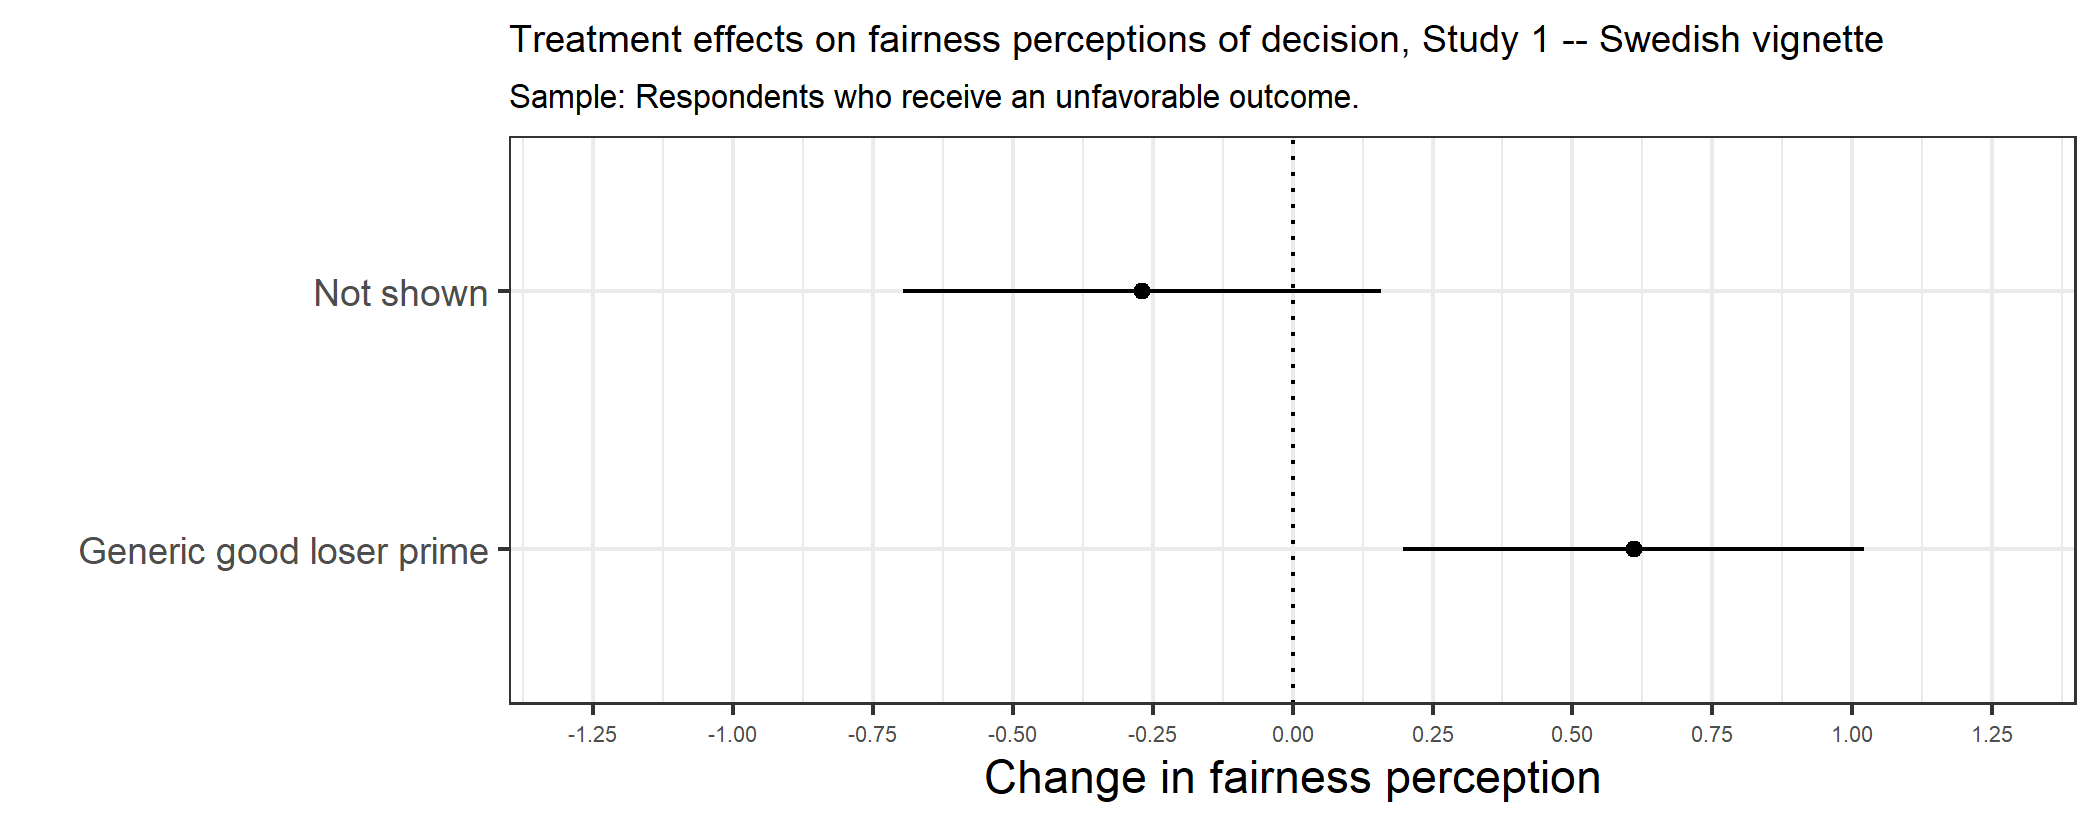 Treatment effects on fairness perceptions of decision, Study 1 -- Swedish vignette
Sample: Respondents who receive an unfavorable outcome.
Not shown
Generic good loser prime
-1.25 -1.00 -0.75 -0.50 -0.25 0.00 0.25 0.50 0.75 1.00 1.25
Change in fairness perception